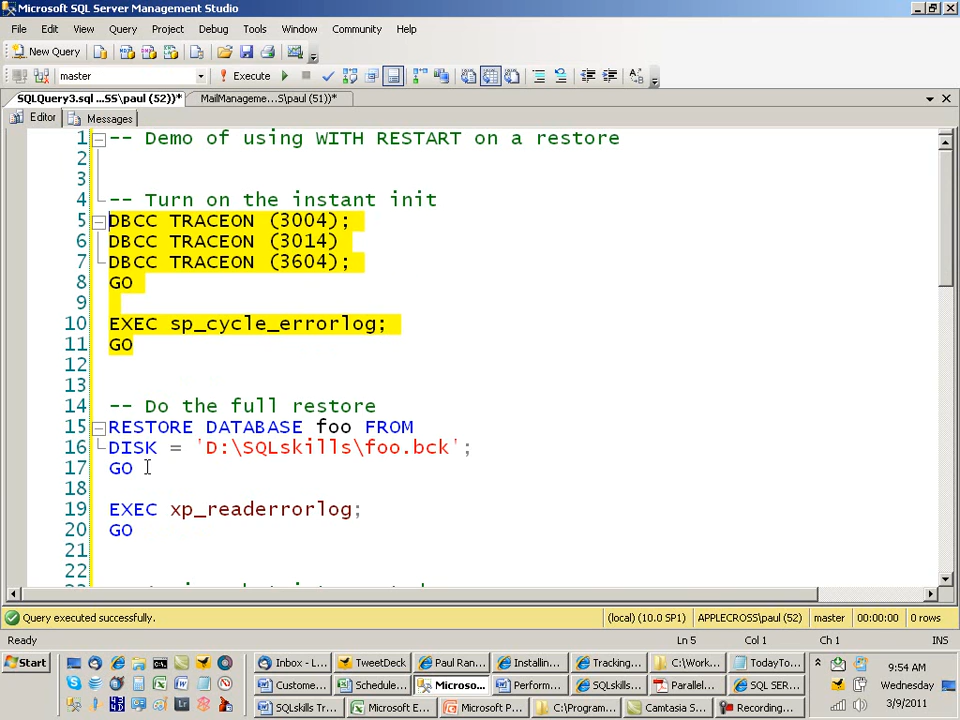 Microsoft SQL Server Management Studio
File Edit View Query Project Debug Tools Window Community Help
New Query
master Execute
SQLQuery3.sql ...SS\paul (52))* MailManageme...S\paul (51))*
Editor Messages
1 -- Demo of using WITH RESTART on a restore
2
3
4 -- Turn on the instant init
5 DBCC TRACEON (3004);
6 DBCC TRACEON (3014)
7 DBCC TRACEON (3604);
8 GO
9
10 EXEC sp_cycle_errorlog;
11 GO
12
13
14 -- Do the full restore
15 RESTORE DATABASE foo FROM
16 DISK = 'D:\SQLskills\foo.bck';
17 GO
18
19 EXEC xp_readerrorlog;
20 GO
21
22
Query executed successfully. (local) (10.0 SP1) APPLECROSS\paul (52) master 00:00:00 0 rows
Ready Ln 5 Col 1 Ch 1 INS
Start Inbox - L... TweetDeck Paul Ran... Installin... Tracking... C:\Work... TodayTo...
9:54 AM
Custome... Schedule... Microso... Perform... SQLskills... Parallel... SQL SER...
Wednesday
SQLskills Tr... Microsoft E... Microsoft P... C:\Program... Camtasia S... Recording...
3/9/2011